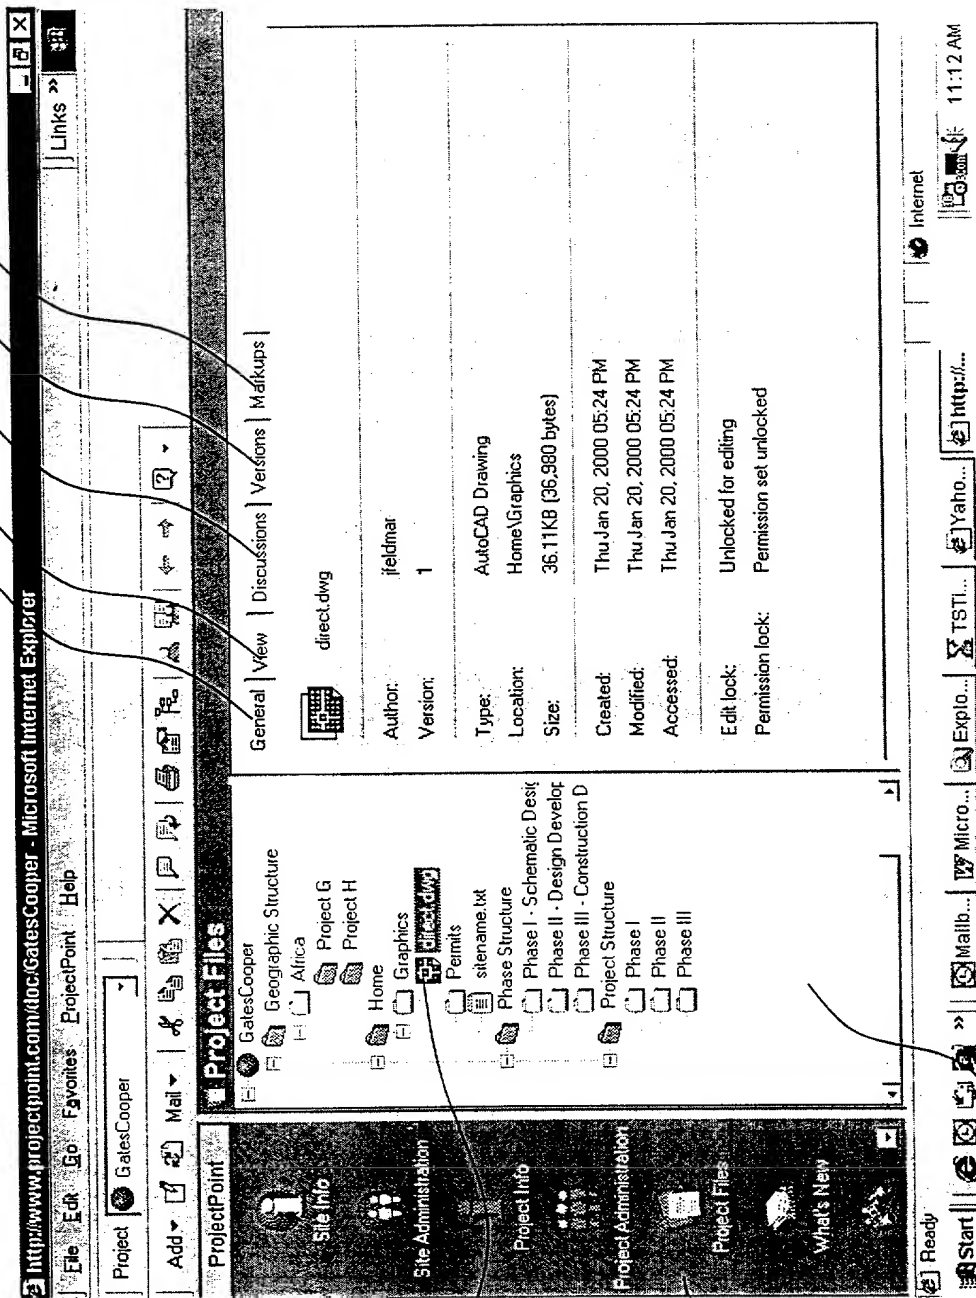 http://www.projectpoint.com/doc/GatesCooper - Microsoft Internet Explorer
File Edit Go Favorites ProjectPoint Help
Links »
Project GatesCooper
Add Mail
ProjectPoint
Site Info
Site Administration
Project Info
Project Administration
Project Files
What's New
Project Files
GatesCooper
Geographic Structure
Africa
Project G
Project H
Home
Graphics
direct.dwg
Permits
sitename.txt
Phase Structure
Phase I - Schematic Desig
Phase II - Design Develop
Phase III - Construction D
Project Structure
Phase I
Phase II
Phase III
General | View | Discussions | Versions | Markups |
direct.dwg
Author: jfeldmar
Version: 1
Type: AutoCAD Drawing
Location: Home\Graphics
Size: 36.11KB (36,980 bytes)
Created: Thu Jan 20, 2000 05:24 PM
Modified: Thu Jan 20, 2000 05:24 PM
Accessed: Thu Jan 20, 2000 05:24 PM
Edit lock: Unlocked for editing
Permission lock: Permission set unlocked
Ready
Internet
Start » Mailb... Micro... Explo... TSTI... Yaho... http://... 11:12 AM